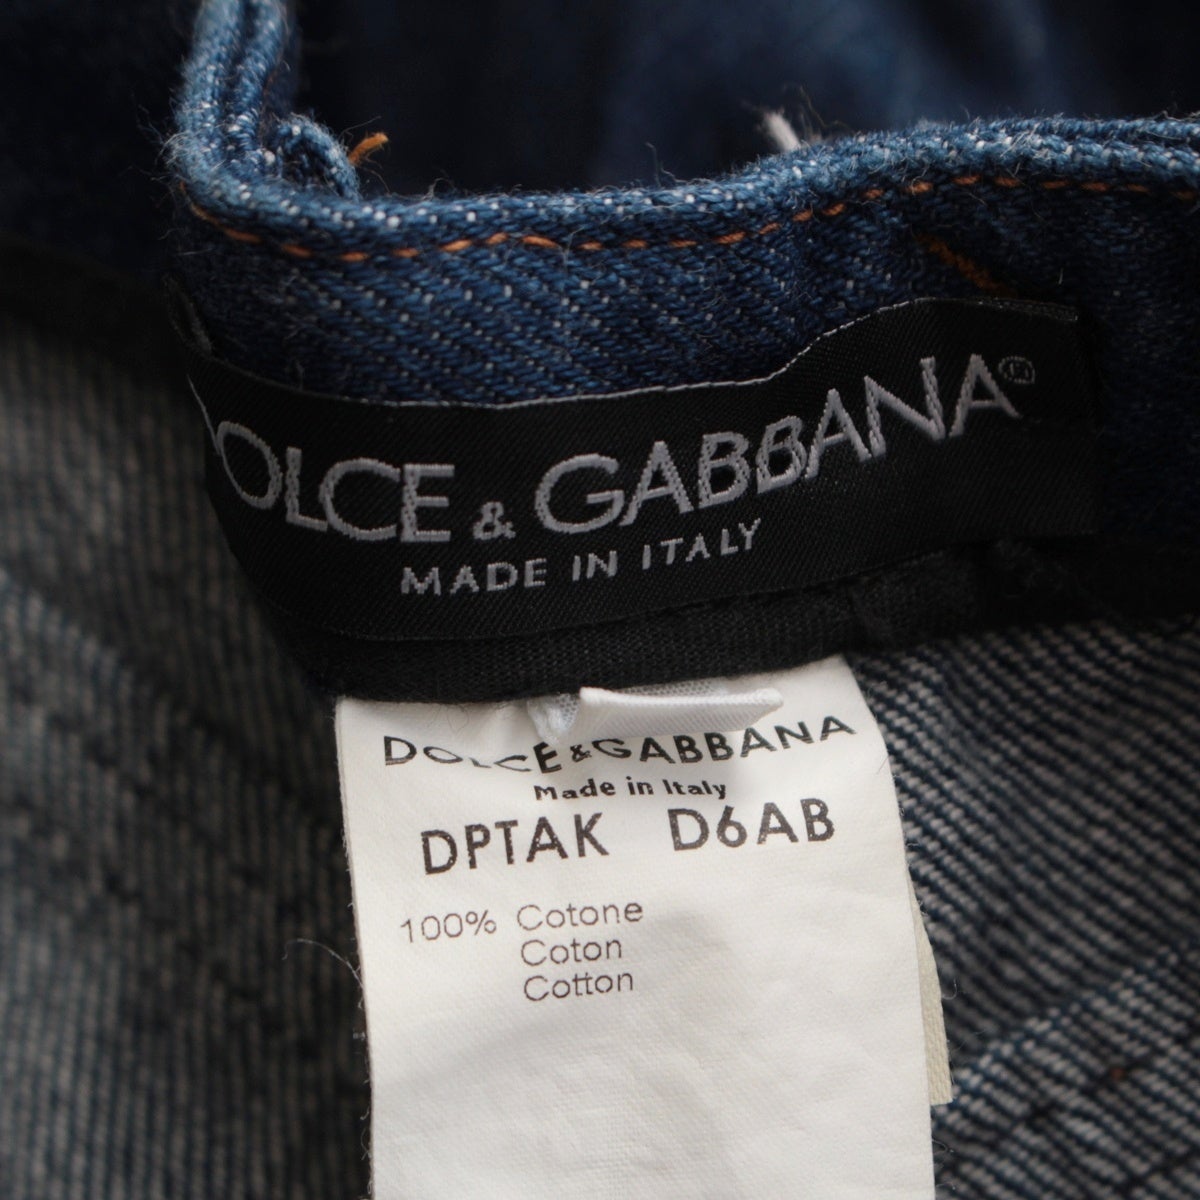 DOLCE & GABBANA®
MADE IN ITALY
DOLCE & GABBANA
Made in Italy
DPTAK D6AB
100% Cotone
Coton
Cotton